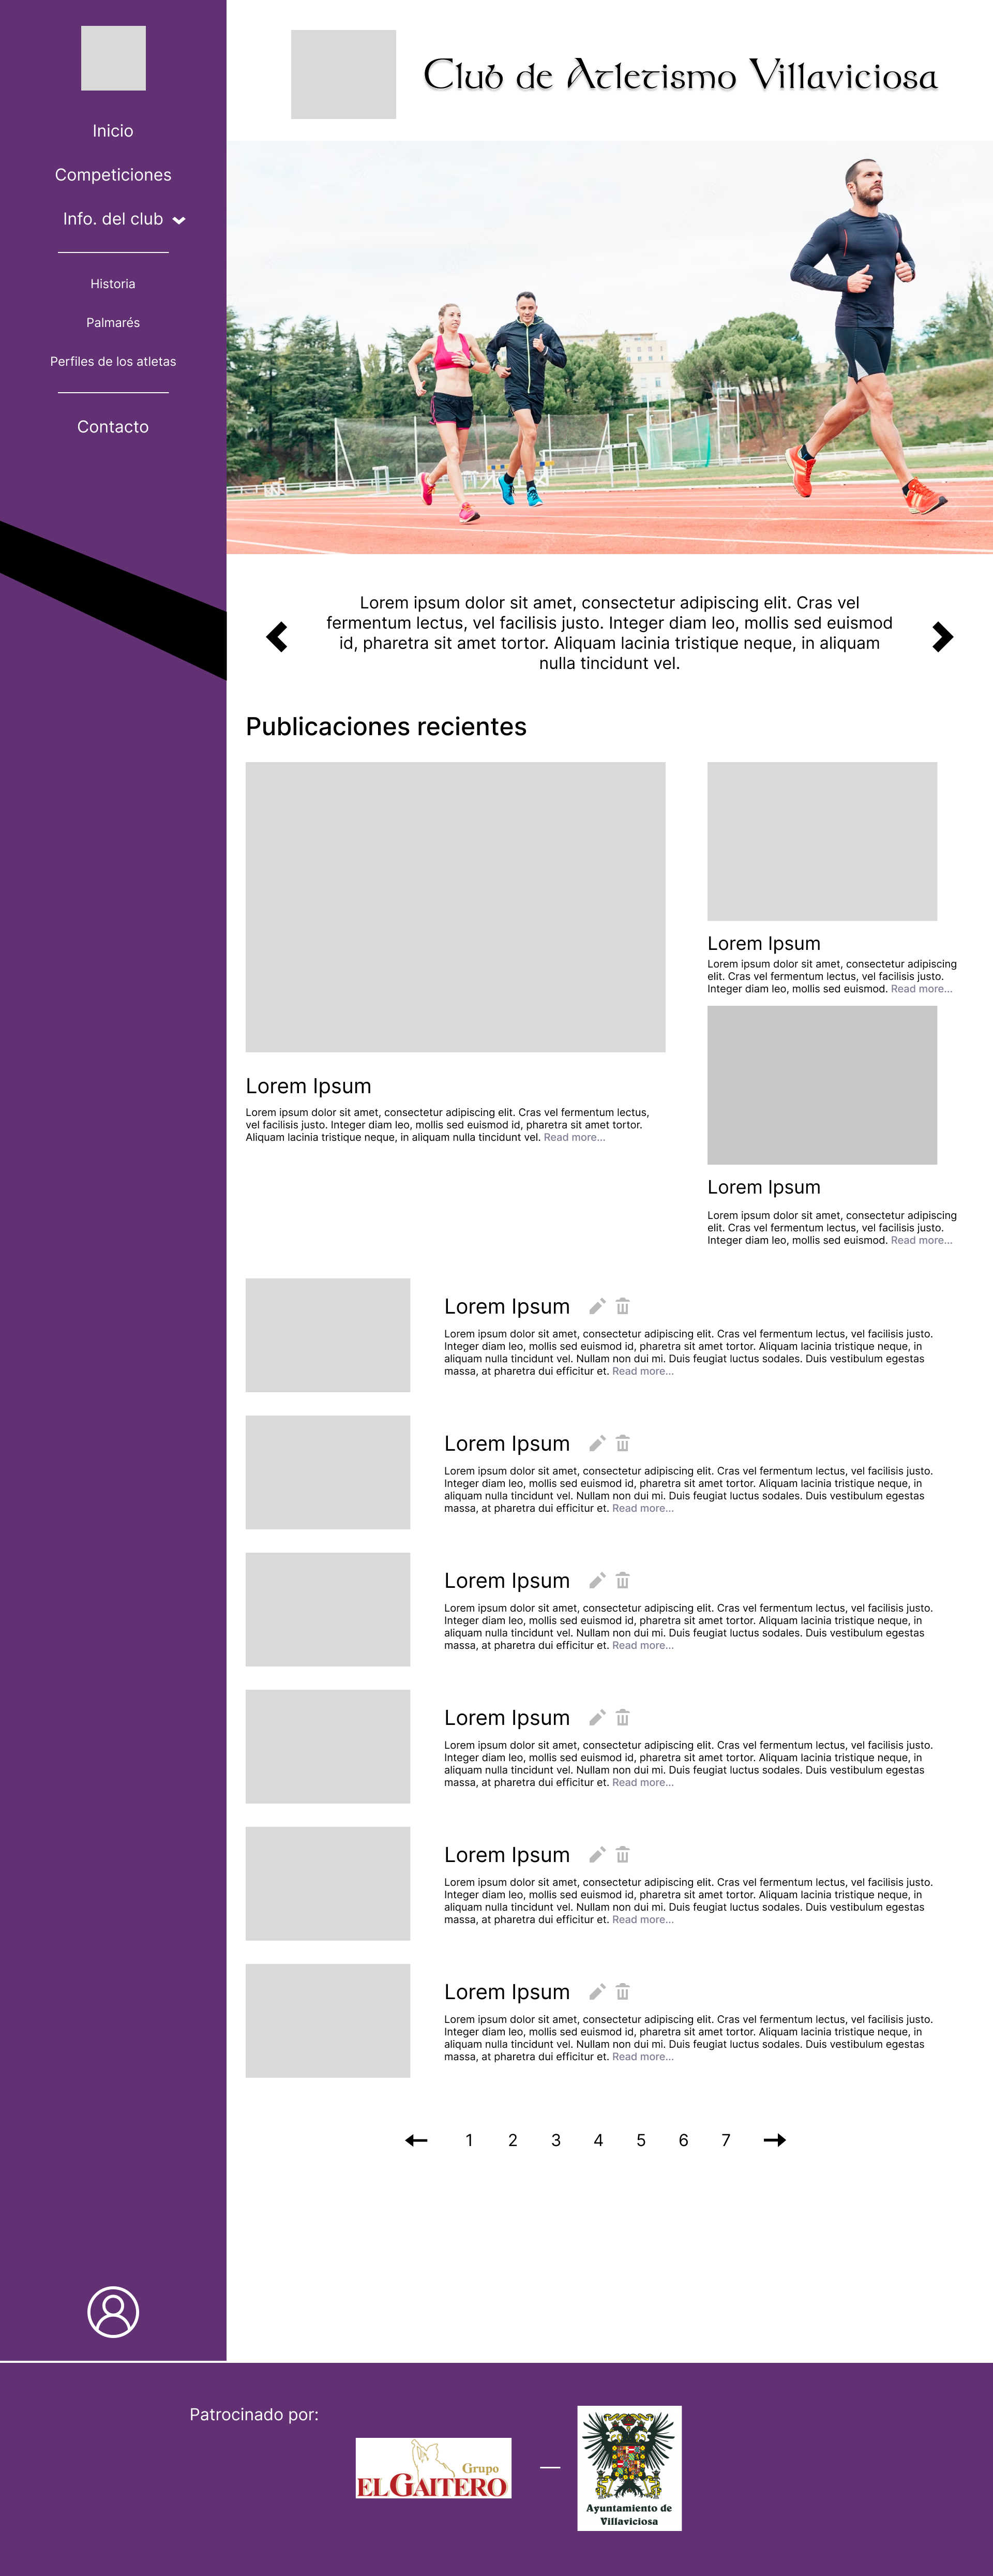 Inicio
Competiciones
Info. del club
Historia
Palmarés
Perfiles de los atletas
Contacto
Club de Atletismo Villaviciosa
Lorem ipsum dolor sit amet, consectetur adipiscing elit. Cras vel
fermentum lectus, vel facilisis justo. Integer diam leo, mollis sed euismod
id, pharetra sit amet tortor. Aliquam lacinia tristique neque, in aliquam
nulla tincidunt vel.
Publicaciones recientes
Lorem Ipsum
Lorem ipsum dolor sit amet, consectetur adipiscing elit. Cras vel fermentum lectus,
vel facilisis justo. Integer diam leo, mollis sed euismod id, pharetra sit amet tortor.
Aliquam lacinia tristique neque, in aliquam nulla tincidunt vel. Read more...
Lorem Ipsum
Lorem ipsum dolor sit amet, consectetur adipiscing
elit. Cras vel fermentum lectus, vel facilisis justo.
Integer diam leo, mollis sed euismod. Read more...
Lorem Ipsum
Lorem ipsum dolor sit amet, consectetur adipiscing
elit. Cras vel fermentum lectus, vel facilisis justo.
Integer diam leo, mollis sed euismod. Read more...
Lorem Ipsum
Lorem ipsum dolor sit amet, consectetur adipiscing elit. Cras vel fermentum lectus, vel facilisis justo.
Integer diam leo, mollis sed euismod id, pharetra sit amet tortor. Aliquam lacinia tristique neque, in
aliquam nulla tincidunt vel. Nullam non dui mi. Duis feugiat luctus sodales. Duis vestibulum egestas
massa, at pharetra dui efficitur et. Read more...
Lorem Ipsum
Lorem ipsum dolor sit amet, consectetur adipiscing elit. Cras vel fermentum lectus, vel facilisis justo.
Integer diam leo, mollis sed euismod id, pharetra sit amet tortor. Aliquam lacinia tristique neque, in
aliquam nulla tincidunt vel. Nullam non dui mi. Duis feugiat luctus sodales. Duis vestibulum egestas
massa, at pharetra dui efficitur et. Read more...
Lorem Ipsum
Lorem ipsum dolor sit amet, consectetur adipiscing elit. Cras vel fermentum lectus, vel facilisis justo.
Integer diam leo, mollis sed euismod id, pharetra sit amet tortor. Aliquam lacinia tristique neque, in
aliquam nulla tincidunt vel. Nullam non dui mi. Duis feugiat luctus sodales. Duis vestibulum egestas
massa, at pharetra dui efficitur et. Read more...
Lorem Ipsum
Lorem ipsum dolor sit amet, consectetur adipiscing elit. Cras vel fermentum lectus, vel facilisis justo.
Integer diam leo, mollis sed euismod id, pharetra sit amet tortor. Aliquam lacinia tristique neque, in
aliquam nulla tincidunt vel. Nullam non dui mi. Duis feugiat luctus sodales. Duis vestibulum egestas
massa, at pharetra dui efficitur et. Read more...
Lorem Ipsum
Lorem ipsum dolor sit amet, consectetur adipiscing elit. Cras vel fermentum lectus, vel facilisis justo.
Integer diam leo, mollis sed euismod id, pharetra sit amet tortor. Aliquam lacinia tristique neque, in
aliquam nulla tincidunt vel. Nullam non dui mi. Duis feugiat luctus sodales. Duis vestibulum egestas
massa, at pharetra dui efficitur et. Read more...
Lorem Ipsum
Lorem ipsum dolor sit amet, consectetur adipiscing elit. Cras vel fermentum lectus, vel facilisis justo.
Integer diam leo, mollis sed euismod id, pharetra sit amet tortor. Aliquam lacinia tristique neque, in
aliquam nulla tincidunt vel. Nullam non dui mi. Duis feugiat luctus sodales. Duis vestibulum egestas
massa, at pharetra dui efficitur et. Read more...
1 2 3 4 5 6 7
Patrocinado por:
Grupo
EL GAITERO
Ayuntamiento de
Villaviciosa